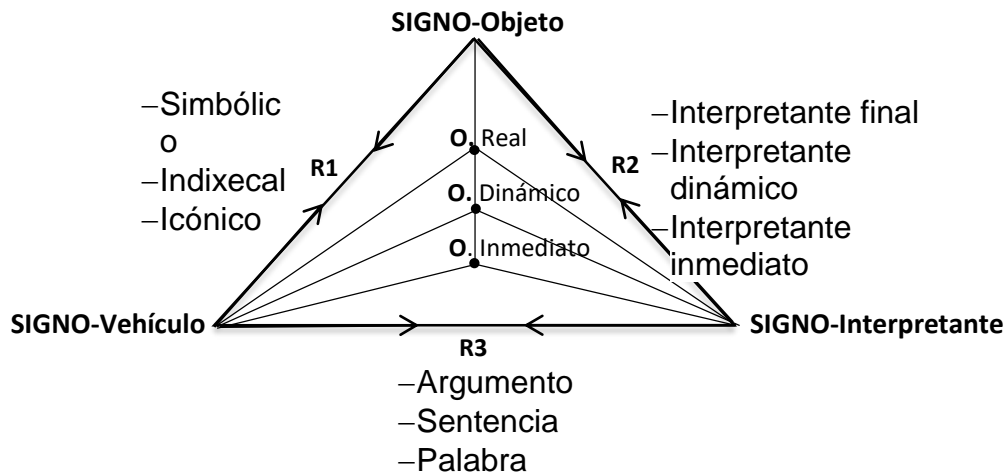 SIGNO-Objeto
–Simbólic
o
–Indixecal
–Icónico
R1
O. Real
O. Dinámico
O. Inmediato
R2
–Interpretante final
–Interpretante
dinámico
–Interpretante
inmediato
SIGNO-Vehículo
SIGNO-Interpretante
R3
–Argumento
–Sentencia
–Palabra